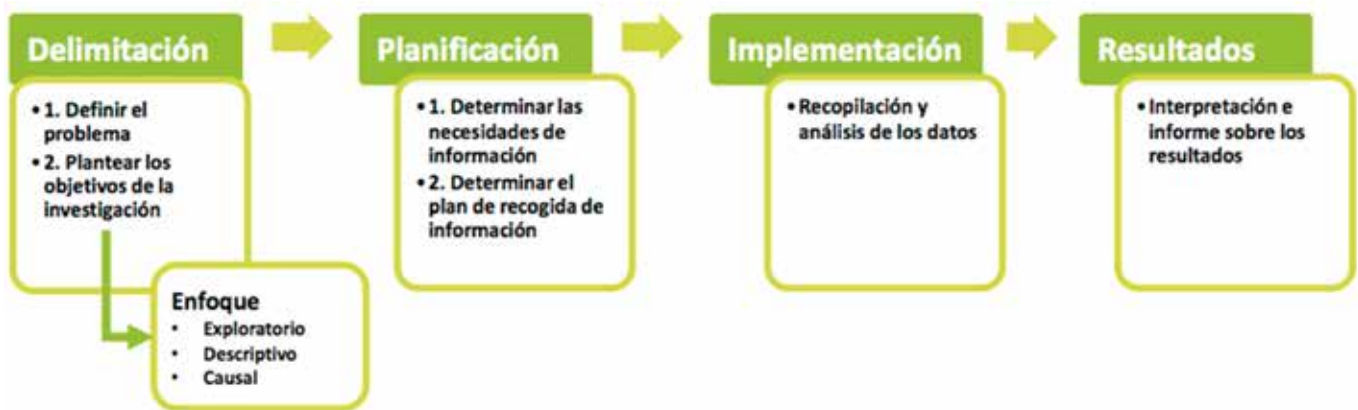 Delimitación
• 1. Definir el
problema
• 2. Plantear los
objetivos de la
investigación
Enfoque
• Exploratorio
• Descriptivo
• Causal
Planificación
• 1. Determinar las
necesidades de
información
• 2. Determinar el
plan de recogida de
información
Implementación
• Recopilación y
análisis de los datos
Resultados
• Interpretación e
informe sobre los
resultados